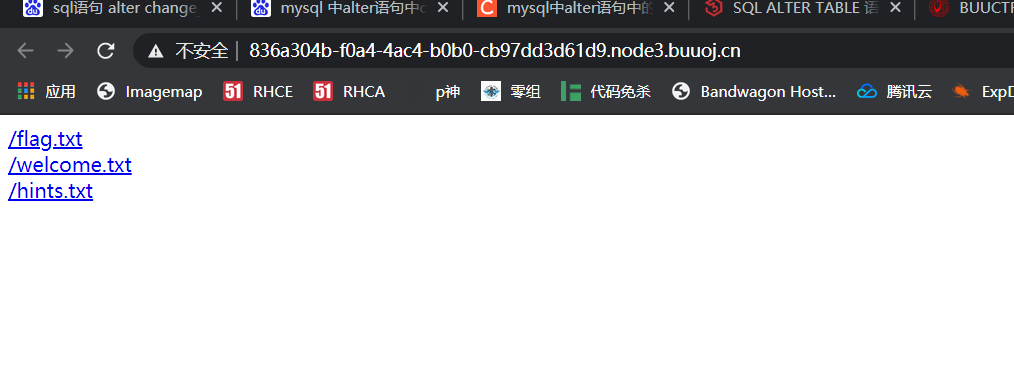 sql语句 alter change_ mysql 中alter语句中c mysql中alter语句中的 SQL ALTER TABLE 语 BUUCTF
不安全 836a304b-f0a4-4ac4-b0b0-cb97dd3d61d9.node3.buuoj.cn
应用 Imagemap 51 RHCE 51 RHCA p神 零组 代码免杀 Bandwagon Host... 腾讯云 ExpD
/flag.txt
/welcome.txt
/hints.txt